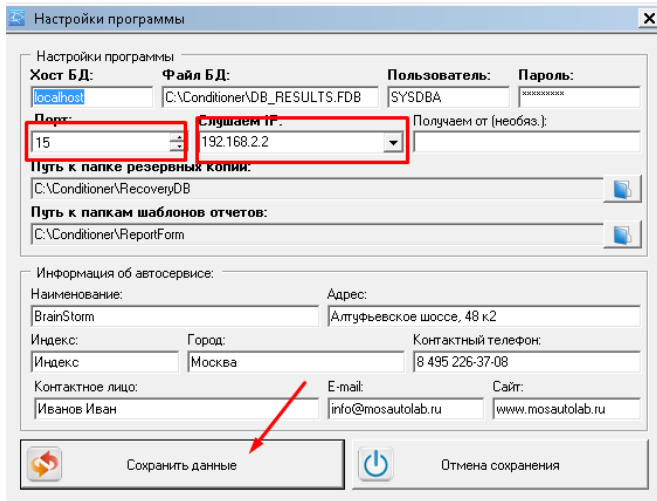 Настройки программы
Настройки программы
Хост БД: Файл БД: Пользователь: Пароль:
localhost C:\Conditioner\DB_RESULTS.FDB SYSDBA *********
Порт: Слушаем IP: Получаем от (необяз.):
15 192.168.2.2
Путь к папке резервных копий:
C:\Conditioner\RecoveryDB
Путь к папкам шаблонов отчетов:
C:\Conditioner\ReportForm
Информация об автосервисе:
Наименование: Адрес:
BrainStorm Алтуфьевское шоссе, 48 к2
Индекс: Город: Контактный телефон:
Индекс Москва 8 495 226-37-08
Контактное лицо: E-mail: Сайт:
Иванов Иван info@mosautolab.ru www.mosautolab.ru
Сохранить данные Отмена сохранения